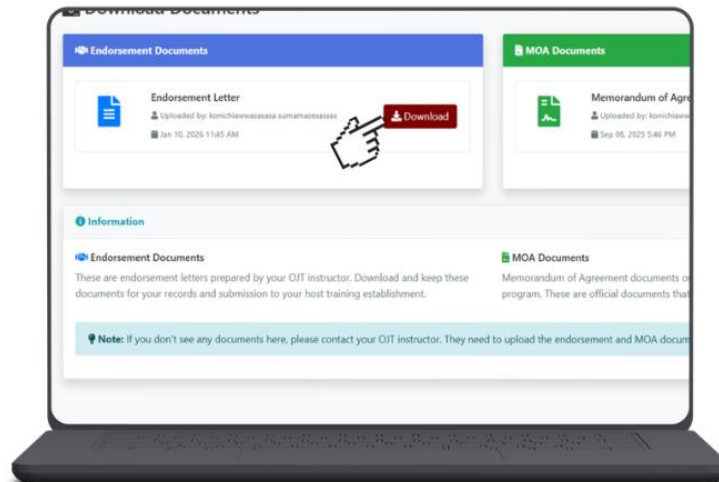 Download Documents
Endorsement Documents
MOA Documents
Endorsement Letter
Uploaded by: konichiawwasasasa sumamasesassas
Jan 10, 2026 11:45 AM
Download
Memorandum of Agre
Uploaded by: konichiaww
Sep 08, 2025 5:46 PM
Information
Endorsement Documents
These are endorsement letters prepared by your OJT instructor. Download and keep these
documents for your records and submission to your host training establishment.
MOA Documents
Memorandum of Agreement documents o
program. These are official documents that
Note: If you don't see any documents here, please contact your OJT instructor. They need to upload the endorsement and MOA docum